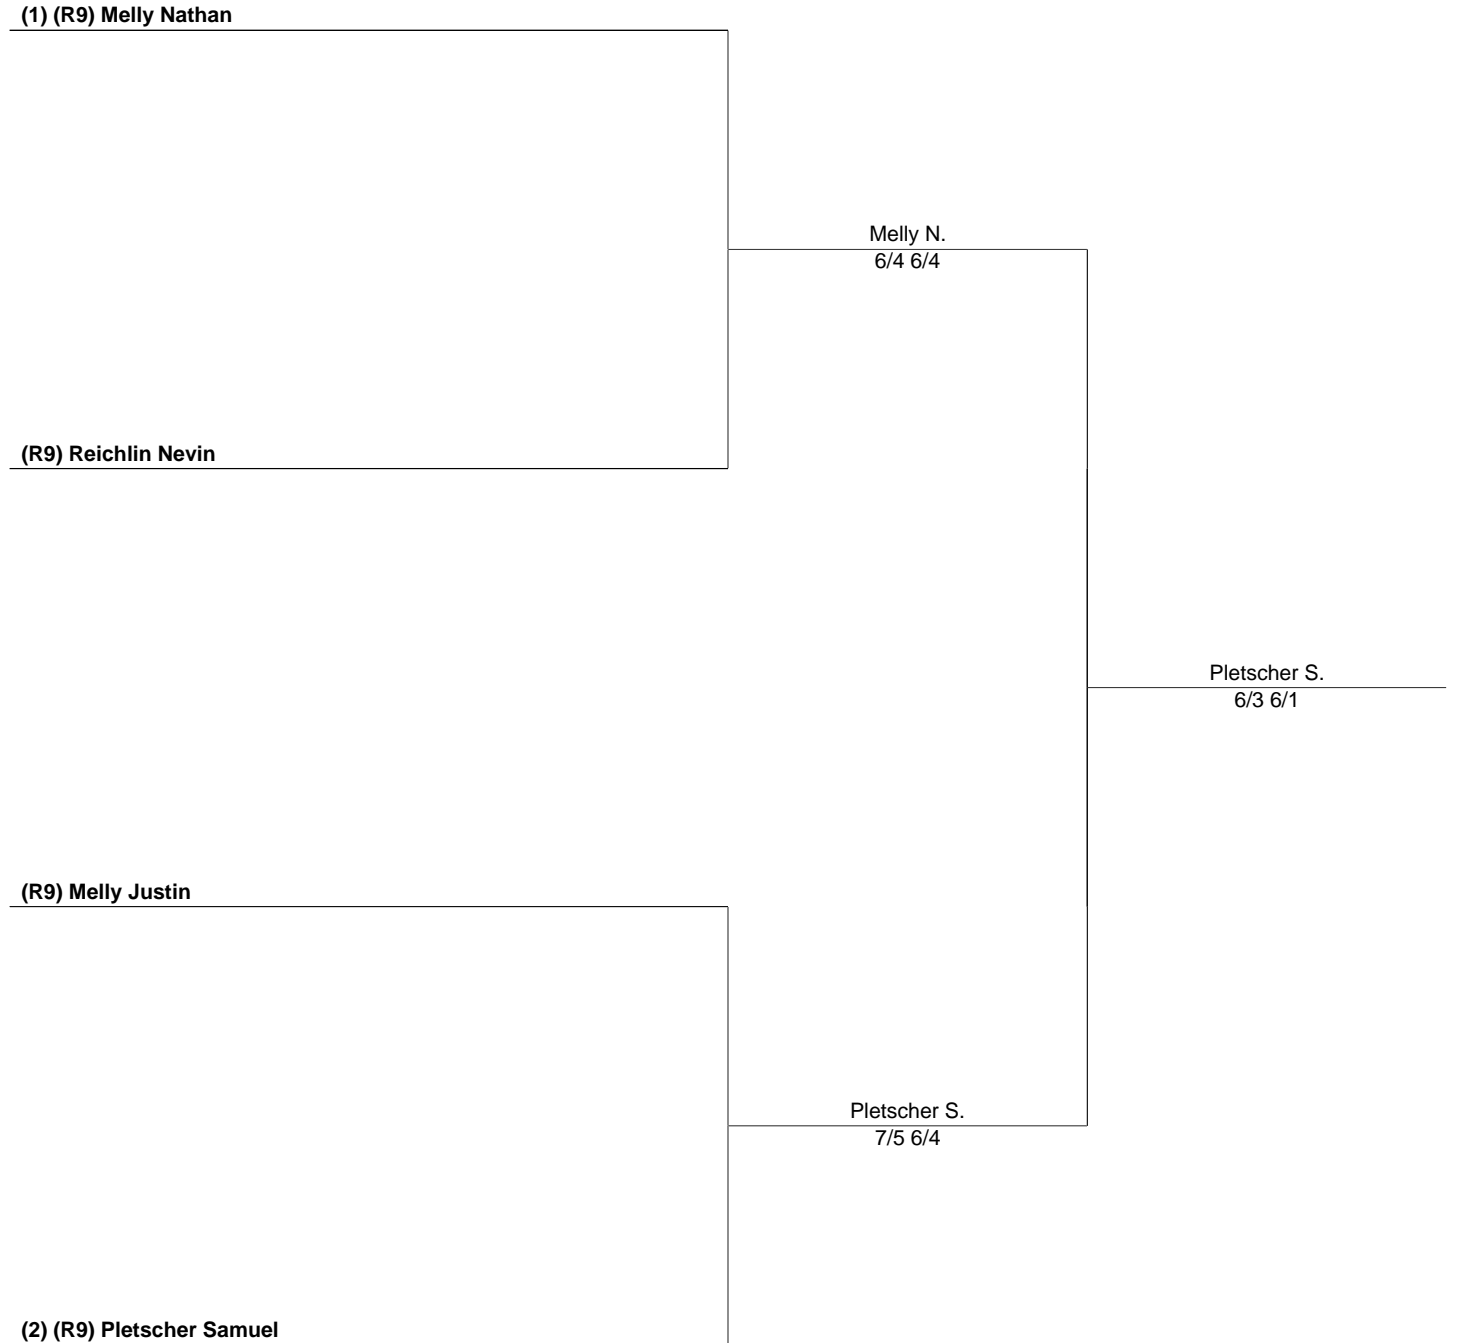 (1) (R9) Melly Nathan
Melly N.
6/4 6/4
(R9) Reichlin Nevin
Pletscher S.
6/3 6/1
(R9) Melly Justin
Pletscher S.
7/5 6/4
(2) (R9) Pletscher Samuel